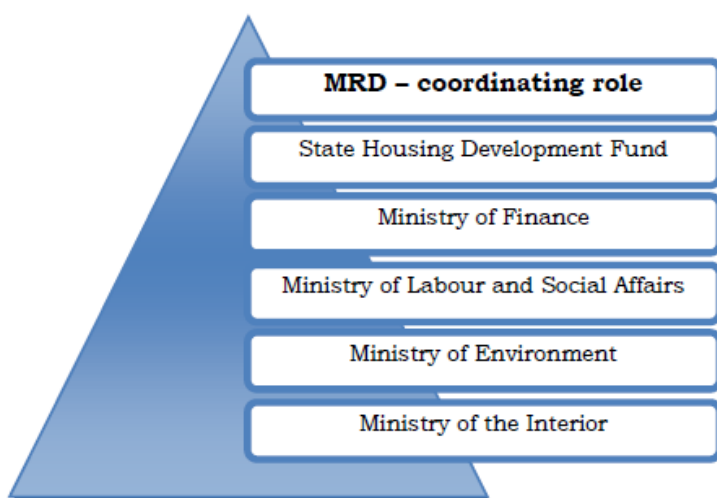 MRD – coordinating role
State Housing Development Fund
Ministry of Finance
Ministry of Labour and Social Affairs
Ministry of Environment
Ministry of the Interior